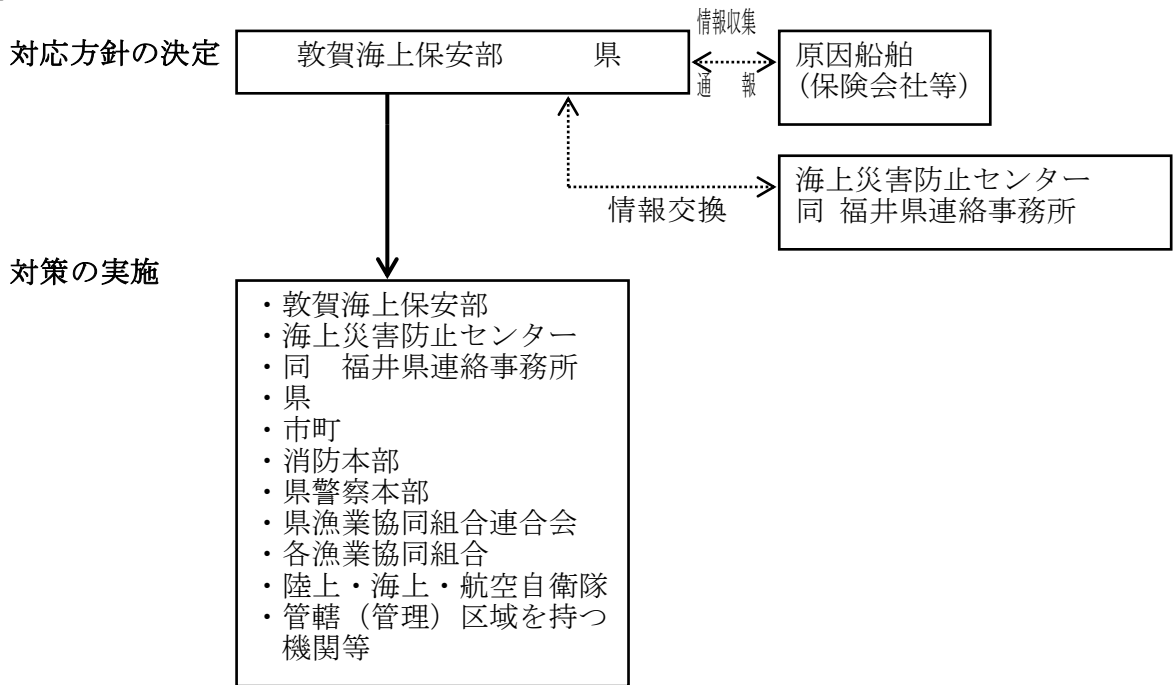 情報収集
対応方針の決定
敦賀海上保安部 県
通 報
原因船舶
(保険会社等)
海上災害防止センター
同 福井県連絡事務所
情報交換
対策の実施
・敦賀海上保安部
・海上災害防止センター
・同 福井県連絡事務所
・県
・市町
・消防本部
・県警察本部
・県漁業協同組合連合会
・各漁業協同組合
・陸上・海上・航空自衛隊
・管轄(管理)区域を持つ
機関等